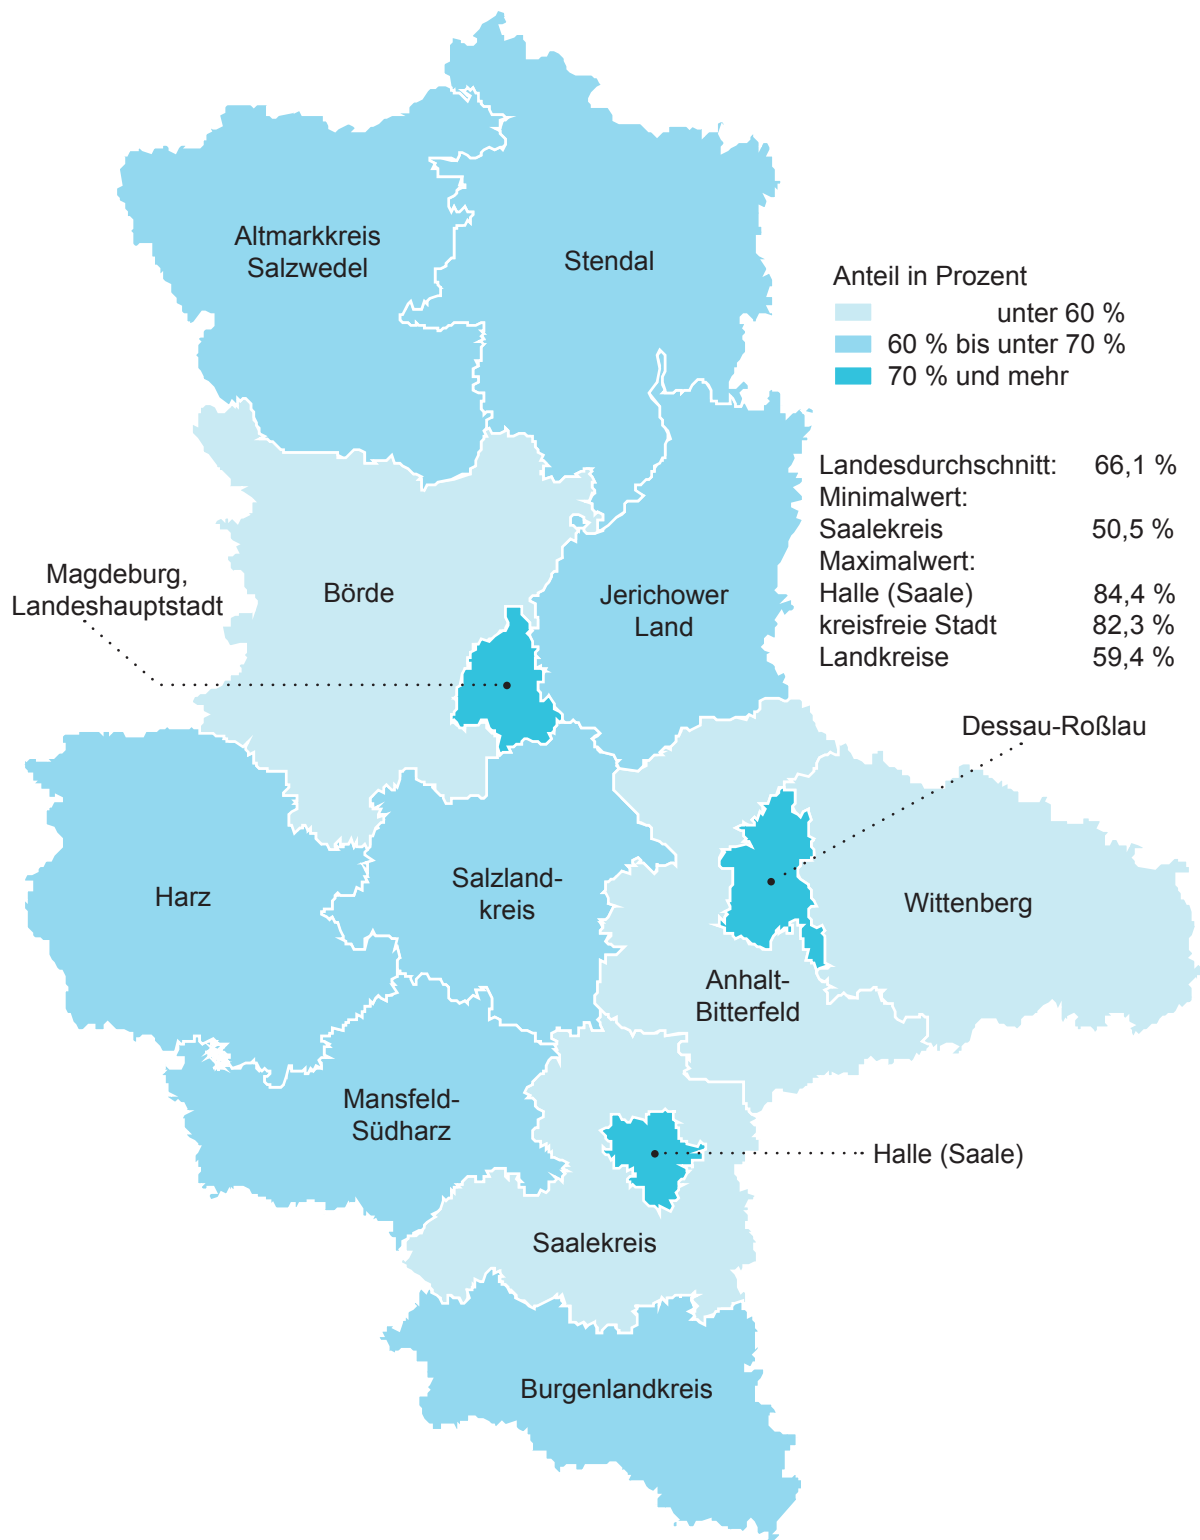 Altmarkkreis
Salzwedel
Stendal
Anteil in Prozent
unter 60 %
60 % bis unter 70 %
70 % und mehr
Landesdurchschnitt: 66,1 %
Minimalwert:
Saalekreis 50,5 %
Maximalwert:
Halle (Saale) 84,4 %
kreisfreie Stadt 82,3 %
Landkreise 59,4 %
Magdeburg,
Landeshauptstadt
Börde
Jerichower
Land
Dessau-Roßlau
Harz
Salzland-
kreis
Wittenberg
Anhalt-
Bitterfeld
Mansfeld-
Südharz
Halle (Saale)
Saalekreis
Burgenlandkreis